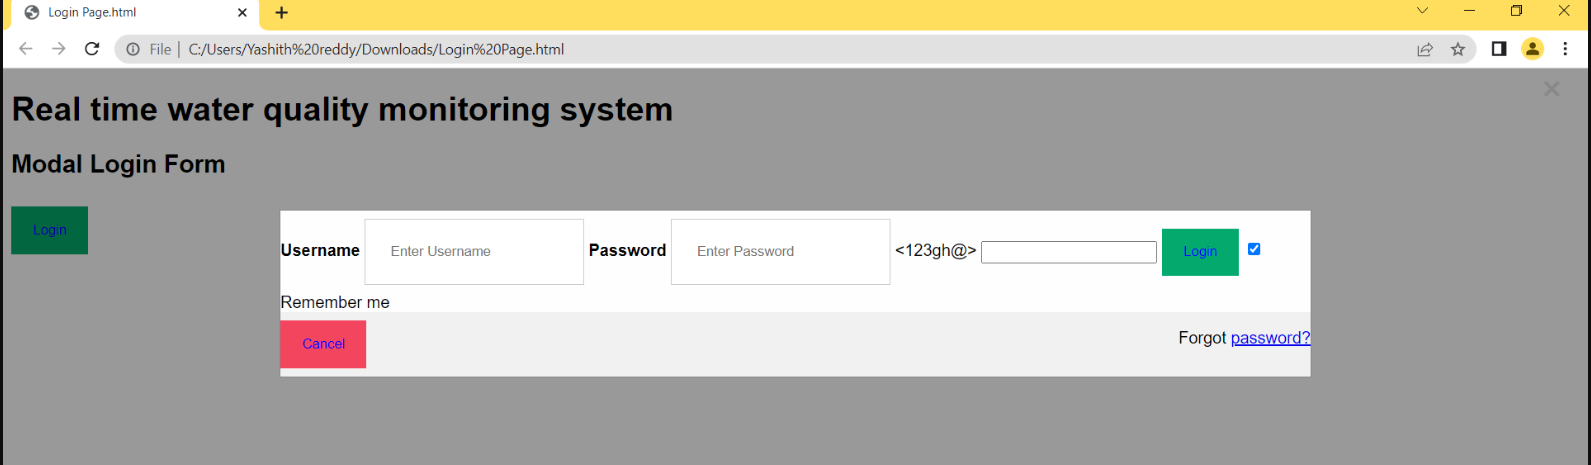 Login Page.html
File | C:/Users/Yashith%20reddy/Downloads/Login%20Page.html
Real time water quality monitoring system
Modal Login Form
Login
Username Enter Username Password Enter Password <123gh@> Login
Remember me
Cancel Forgot password?